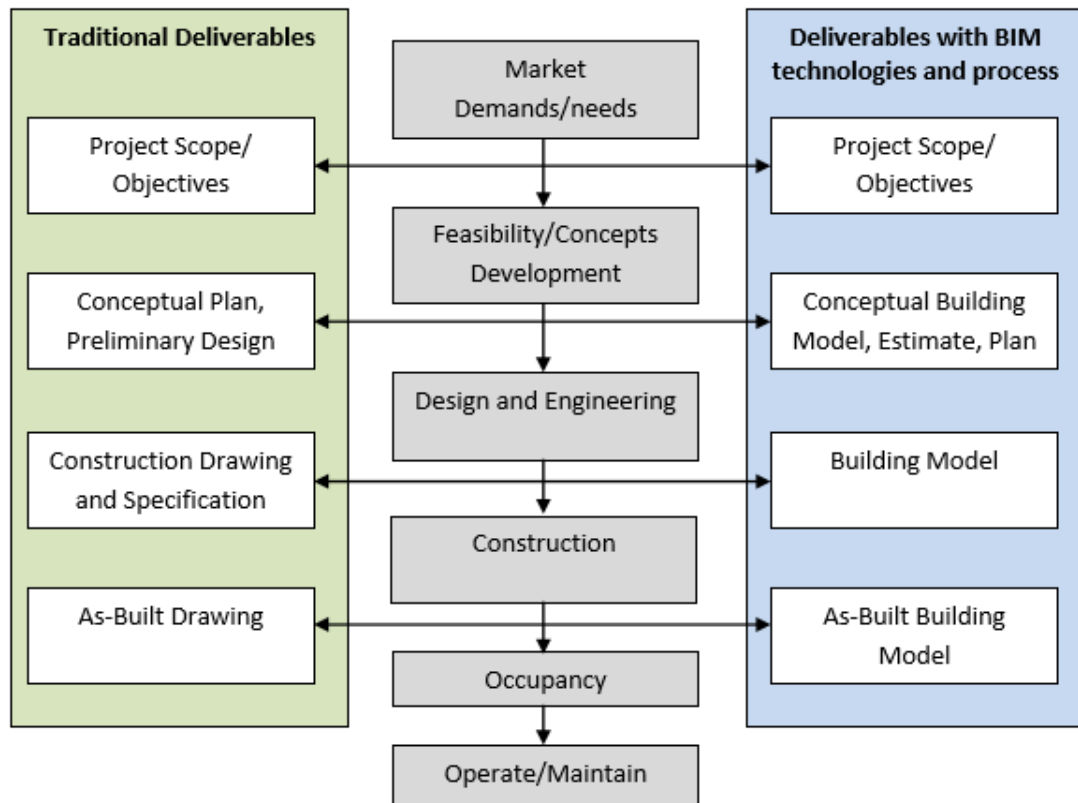 Traditional Deliverables
Project Scope/
Objectives
Conceptual Plan,
Preliminary Design
Construction Drawing
and Specification
As-Built Drawing
Market
Demands/needs
Feasibility/Concepts
Development
Design and Engineering
Construction
Occupancy
Operate/Maintain
Deliverables with BIM
technologies and process
Project Scope/
Objectives
Conceptual Building
Model, Estimate, Plan
Building Model
As-Built Building
Model